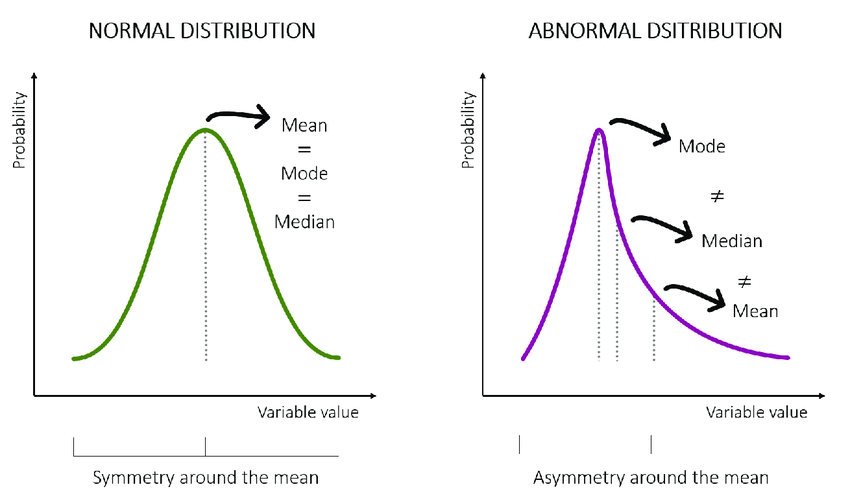 NORMAL DISTRIBUTION
Probability
Mean
=
Mode
=
Median
Variable value
Symmetry around the mean
ABNORMAL DSITRIBUTION
Probability
Mode
≠
Median
≠
Mean
Variable value
Asymmetry around the mean